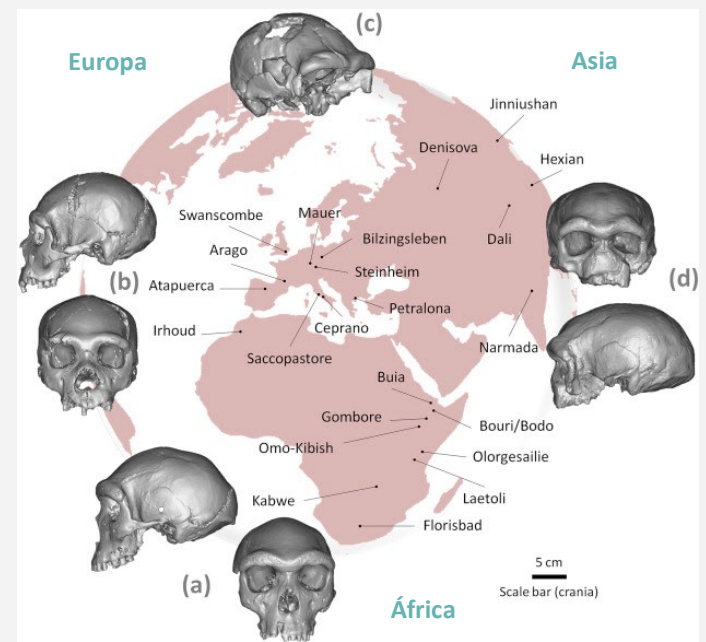 (c)
Europa
Asia
Jinniushan
Denisova
Hexian
Swanscombe
Mauer
Bilzingsleben
Dali
Arago
Steinheim
(b)
Atapuerca
(d)
Petralona
Irhoud
Ceprano
Narmada
Saccopastore
Buia
Gombore
Bouri/Bodo
Omo-Kibish
Olorgesailie
Laetoli
Kabwe
Florisbad
(a)
5 cm
Scale bar (crania)
África